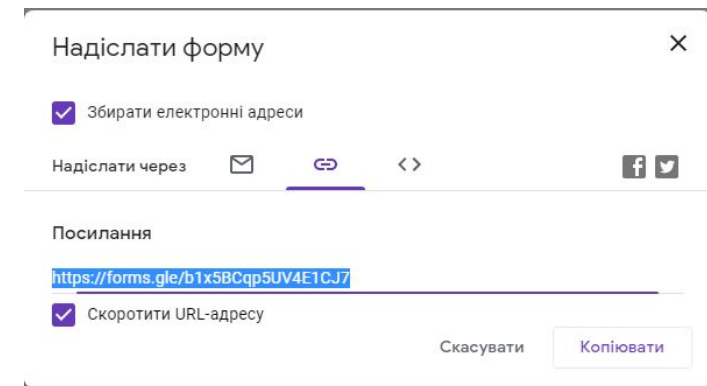 Надіслати форму
Збирати електронні адреси
Надіслати через
Посилання
https://forms.gle/b1x5BCqp5UV4E1CJ7
Скоротити URL-адресу
Скасувати Копіювати